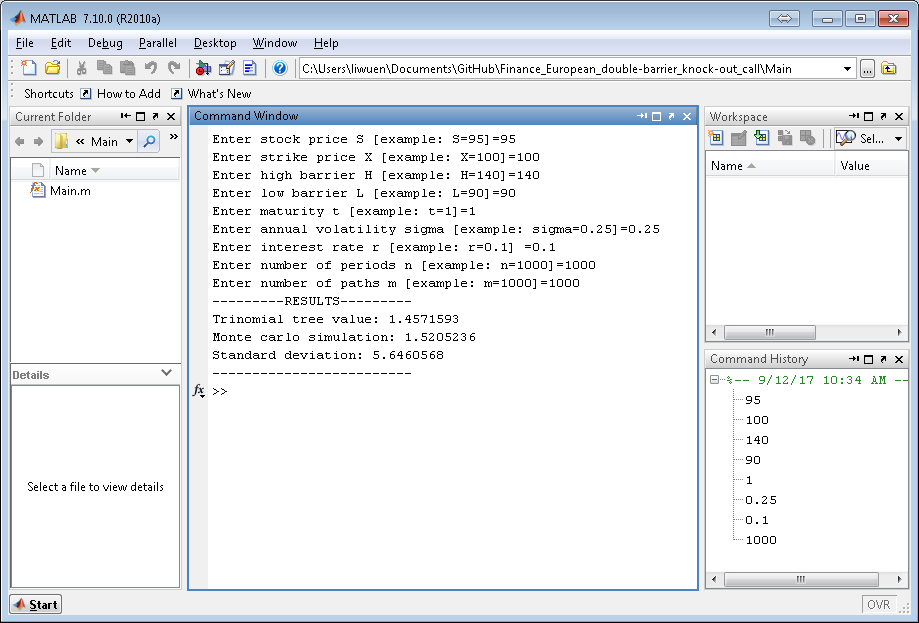 MATLAB 7.10.0 (R2010a)
File Edit Debug Parallel Desktop Window Help
C:\Users\liwuen\Documents\GitHub\Finance_European_double-barrier_knock-out_call\Main
Shortcuts How to Add What's New
Current Folder
« Main
»
Name
Main.m
Details
Select a file to view details
Command Window
Enter stock price S [example: S=95]=95
Enter strike price X [example: X=100]=100
Enter high barrier H [example: H=140]=140
Enter low barrier L [example: L=90]=90
Enter maturity t [example: t=1]=1
Enter annual volatility sigma [example: sigma=0.25]=0.25
Enter interest rate r [example: r=0.1] =0.1
Enter number of periods n [example: n=1000]=1000
Enter number of paths m [example: m=1000]=1000
---------RESULTS---------
Trinomial tree value: 1.4571593
Monte carlo simulation: 1.5205236
Standard deviation: 5.6460568
-------------------------
fx >>
Workspace
Sel...
Name Value
Command History
%-- 9/12/17 10:34 AM --
95
100
140
90
1
0.25
0.1
1000
Start
OVR